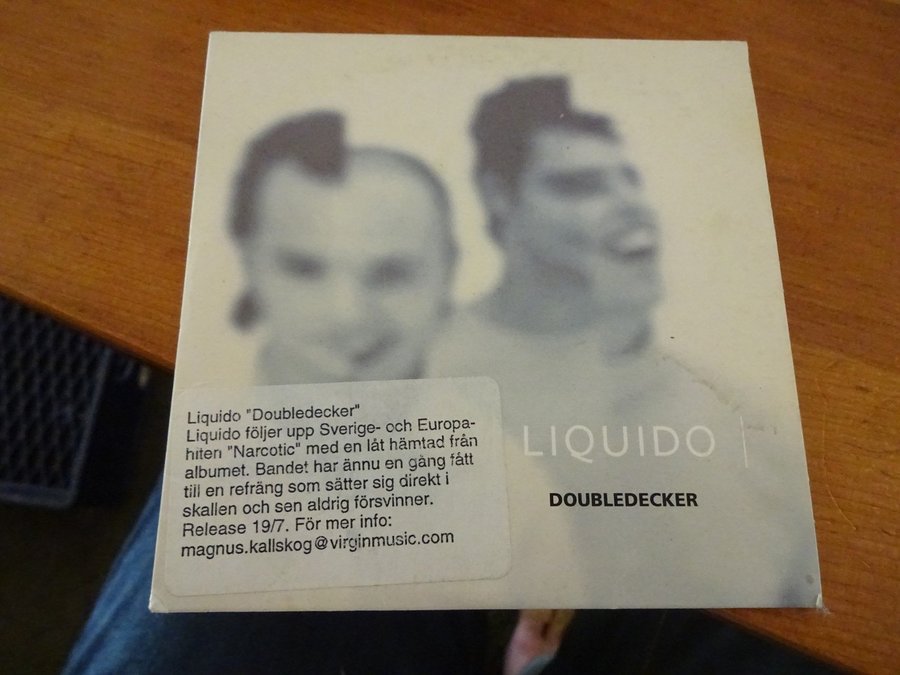 Liquido "Doubledecker"
Liquido följer upp Sverige- och Europa-
hiten "Narcotic" med en låt hämtad från
albumet. Bandet har ännu en gång fått
till en refräng som sätter sig direkt i
skallen och sen aldrig försvinner.
Release 19/7. För mer info:
magnus.kallskog@virginmusic.com
LIQUIDO |
DOUBLEDECKER